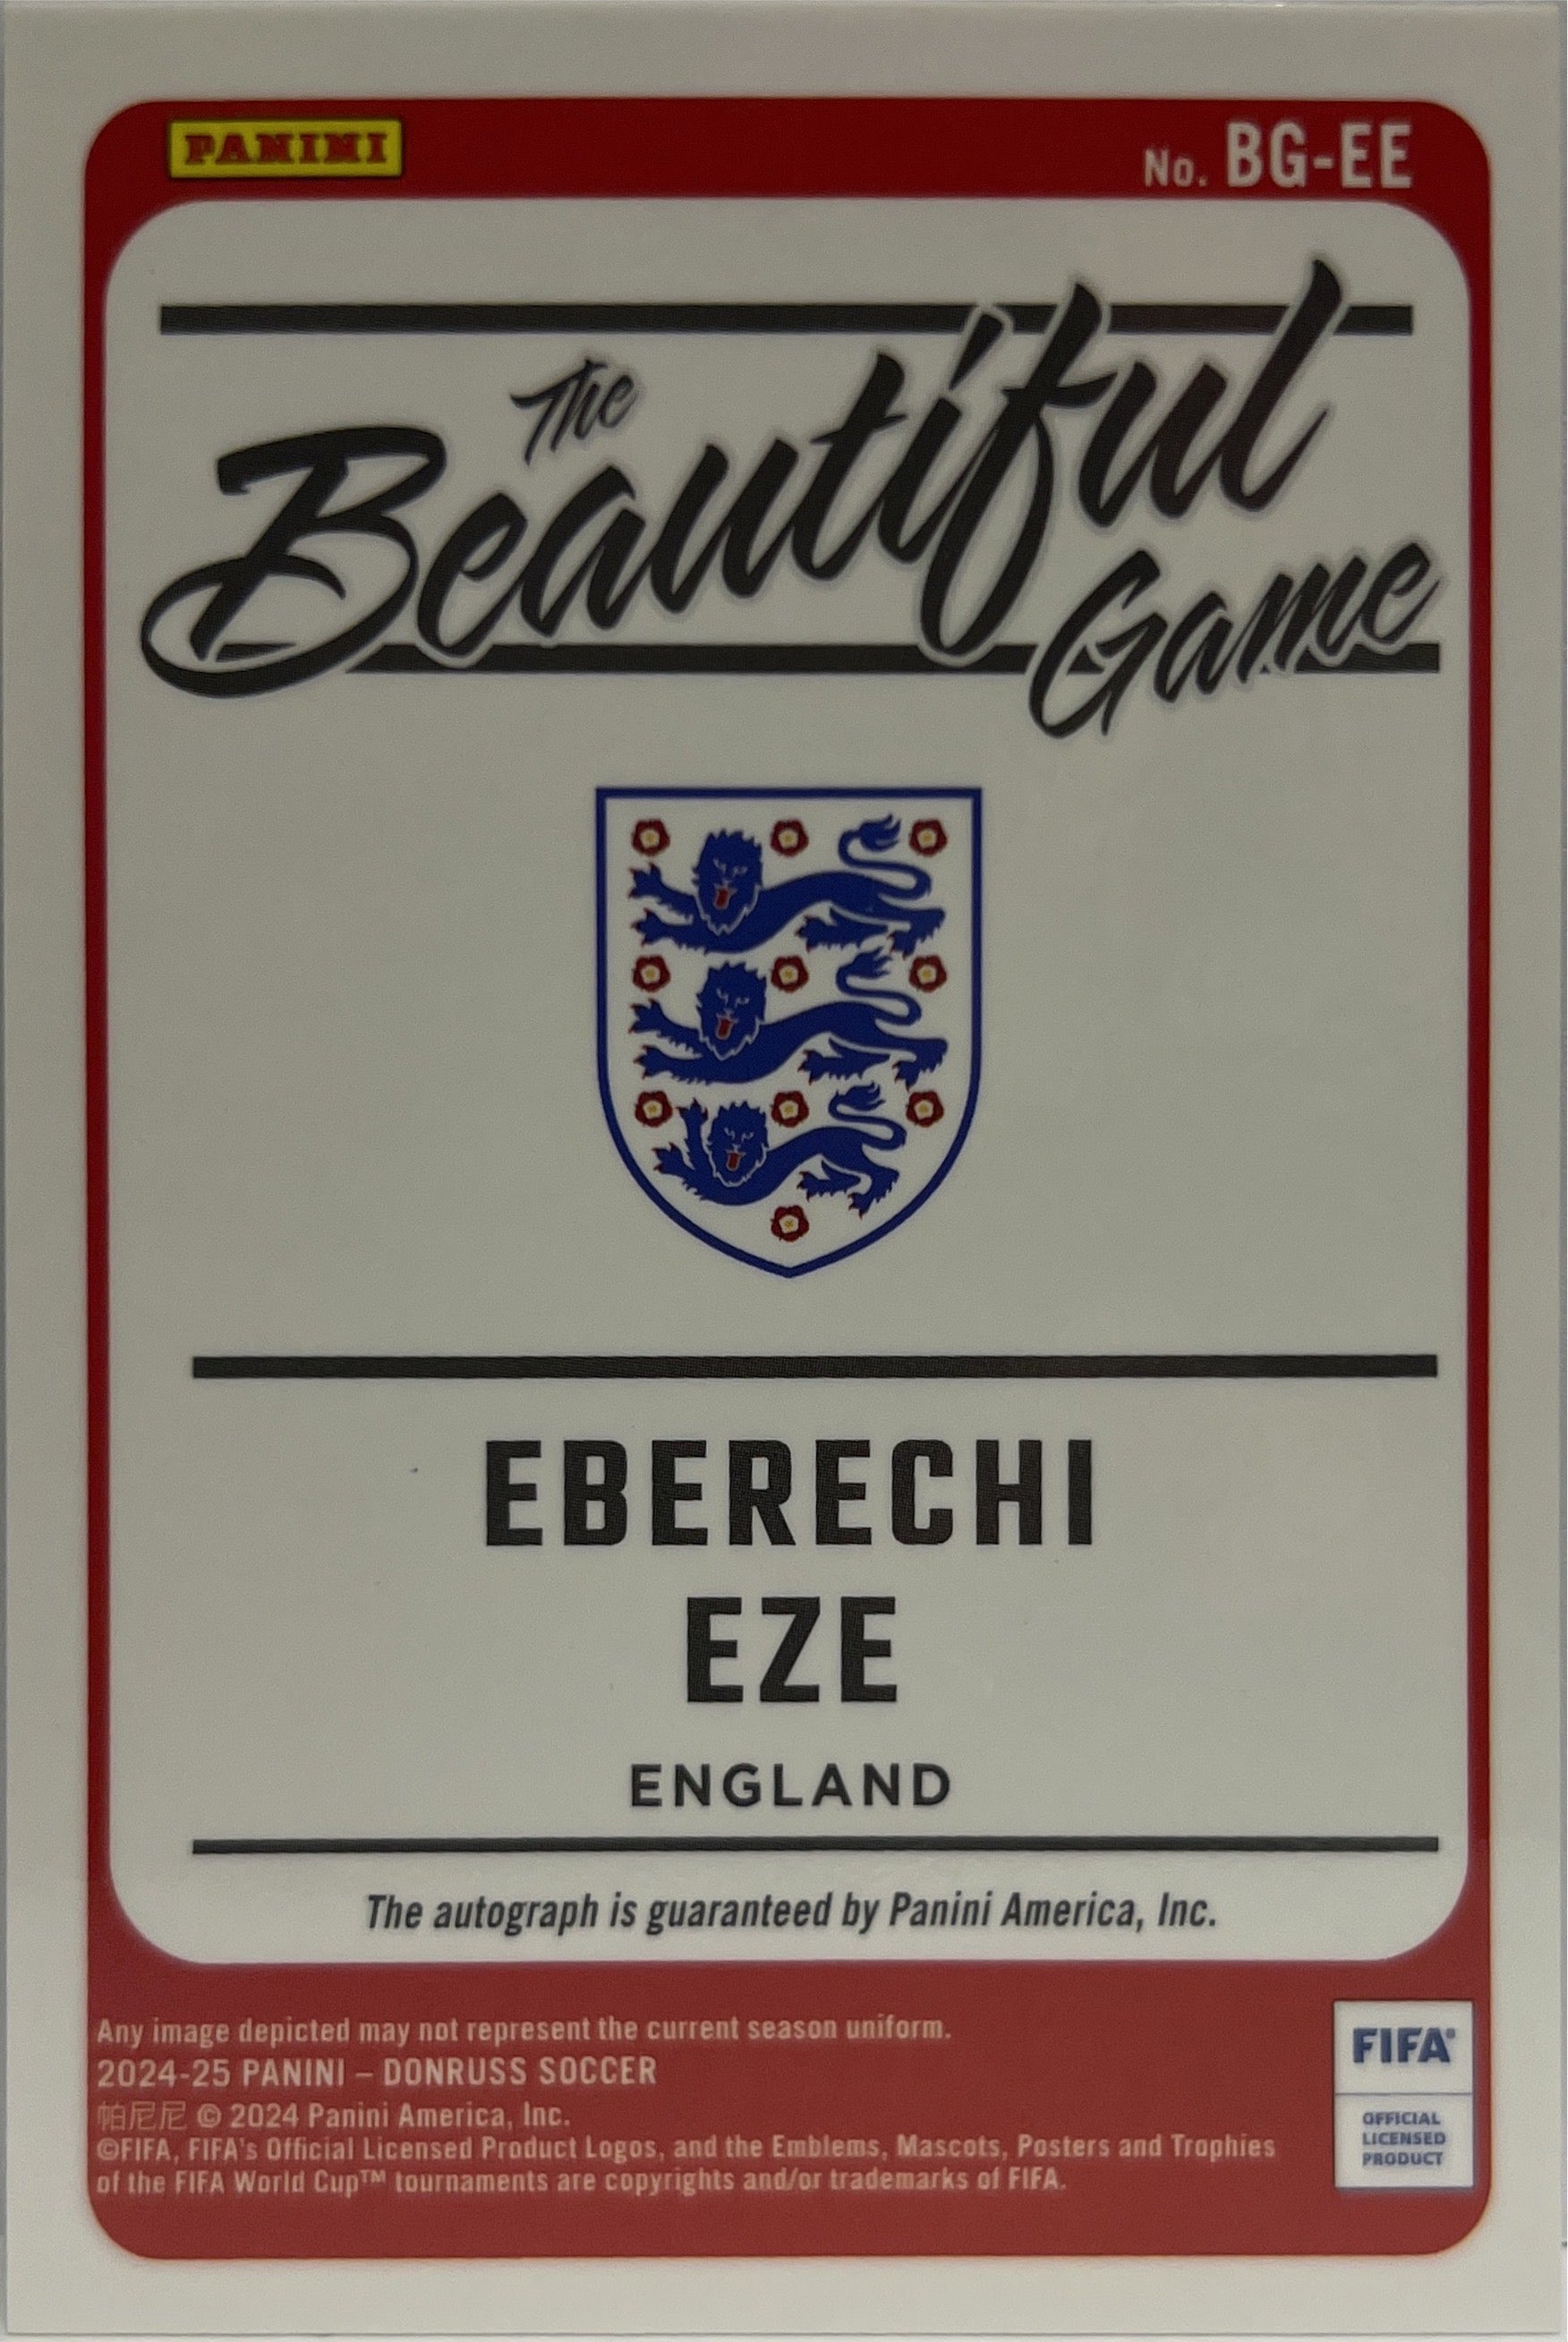 PANINI
No. BG-EE
The
Beautiful
Game
EBERECHI
EZE
ENGLAND
The autograph is guaranteed by Panini America, Inc.
Any image depicted may not represent the current season uniform.
2024-25 PANINI – DONRUSS SOCCER
帕尼尼 © 2024 Panini America, Inc.
©FIFA, FIFA's Official Licensed Product Logos, and the Emblems, Mascots, Posters and Trophies
of the FIFA World Cup™ tournaments are copyrights and/or trademarks of FIFA.
FIFA®
OFFICIAL
LICENSED
PRODUCT